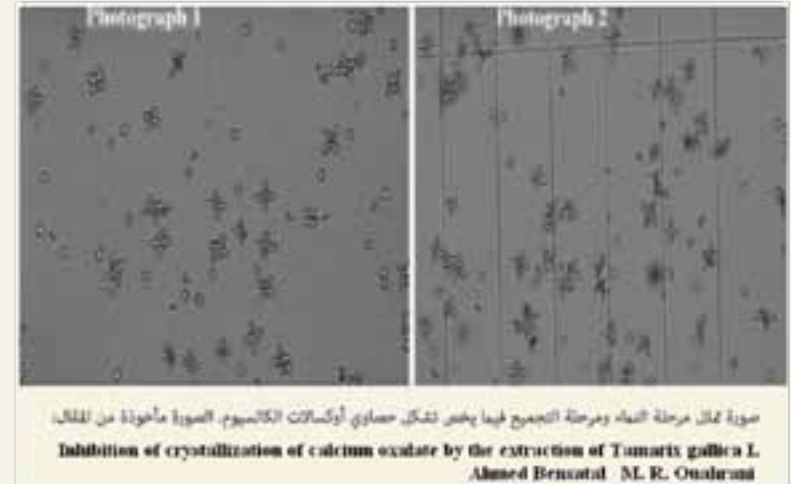 Photograph 1
Photograph 2
صورة تمثل مرحلة النماء ومرحلة التجميع فيما يخص تشكل حصاوي أوكسالات الكالسيوم. الصورة مأخوذة من المقال:
Inhibition of crystallization of calcium oxalate by the extraction of Tamarix gallica L
Ahmed Bensatal M. R. Ouahrani